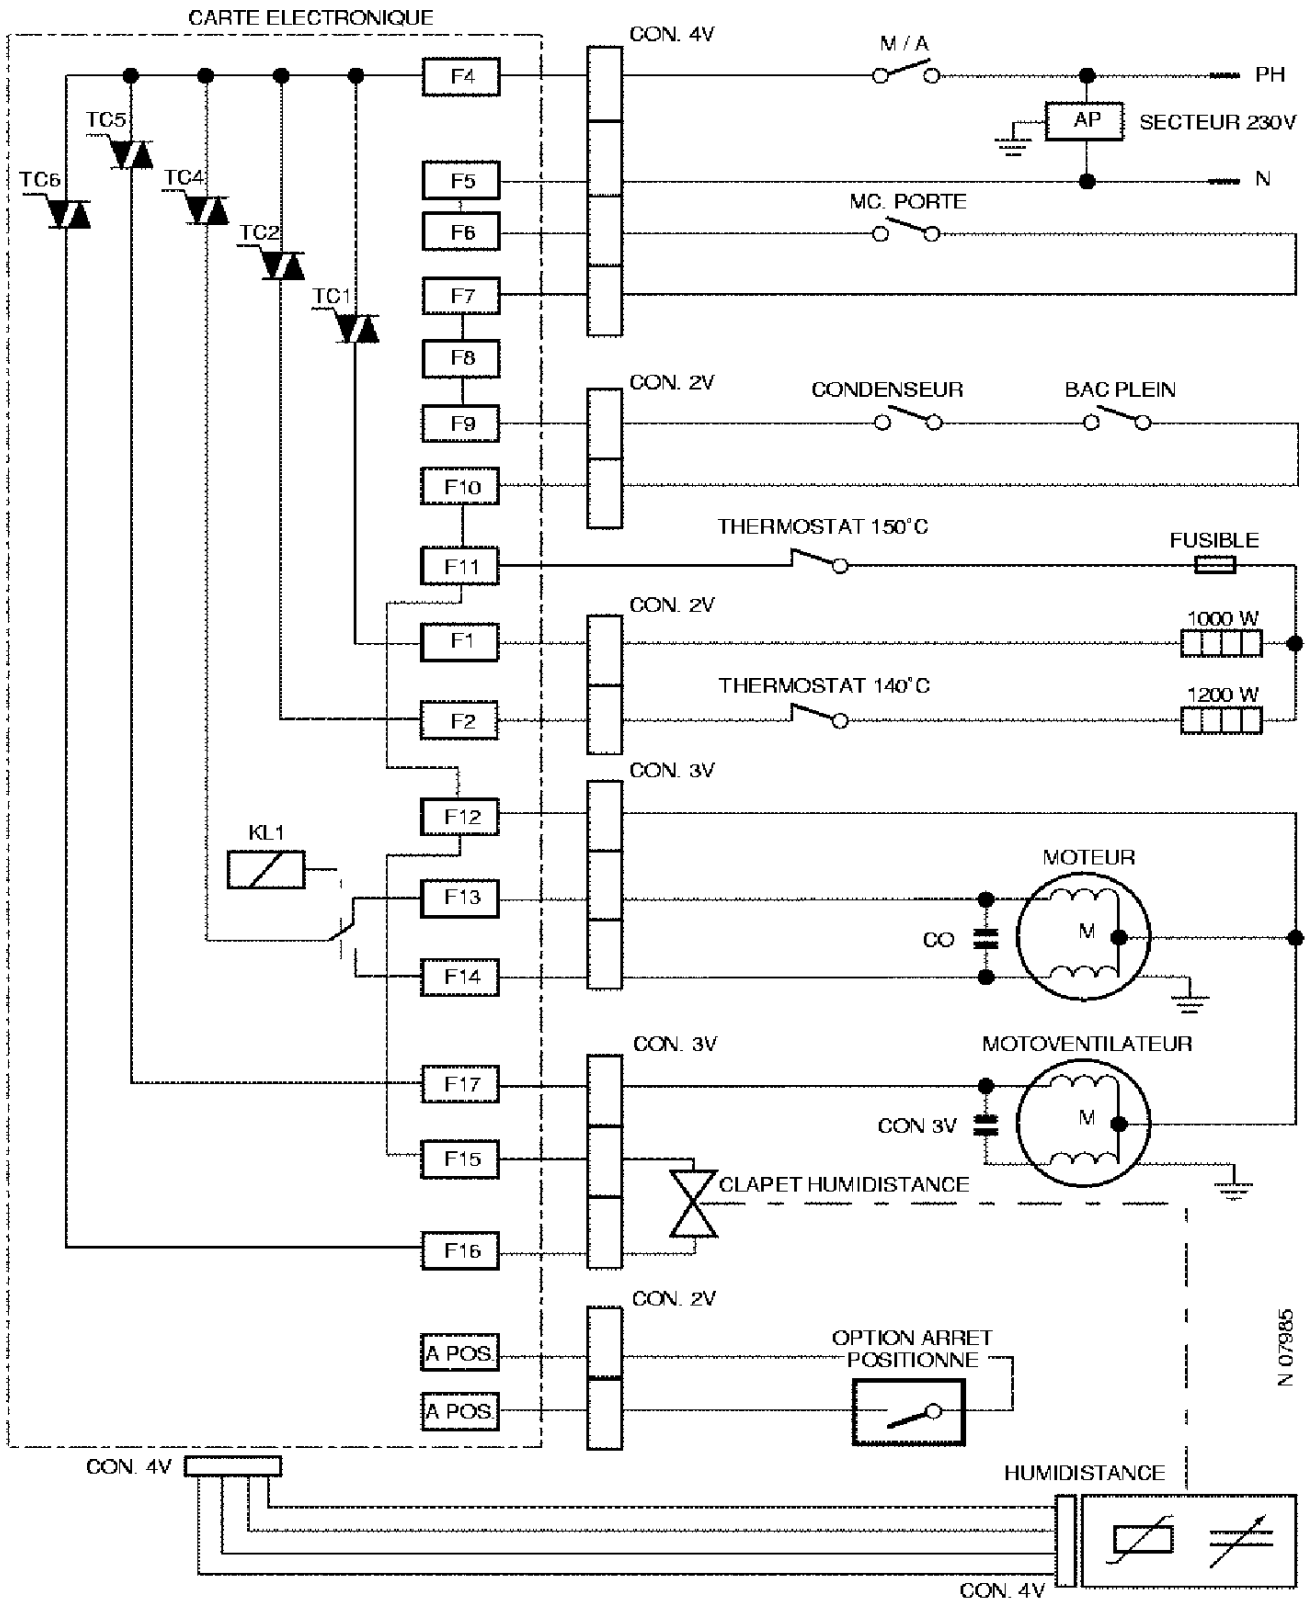 CARTE ELECTRONIQUE
CON. 4V
M / A
F4
PH
TC5
AP
SECTEUR 230V
TC6
TC4
F5
N
MC. PORTE
F6
TC2
TC1
F7
F8
CON. 2V
CONDENSEUR
BAC PLEIN
F9
F10
THERMOSTAT 150°C
FUSIBLE
F11
CON. 2V
1000 W
F1
THERMOSTAT 140°C
1200 W
F2
CON. 3V
F12
KL1
MOTEUR
F13
M
CO
F14
CON. 3V
MOTOVENTILATEUR
F17
M
CON 3V
F15
CLAPET HUMIDISTANCE
F16
CON. 2V
OPTION ARRET
POSITIONNE
A POS.
A POS.
N 07985
CON. 4V
HUMIDISTANCE
CON. 4V